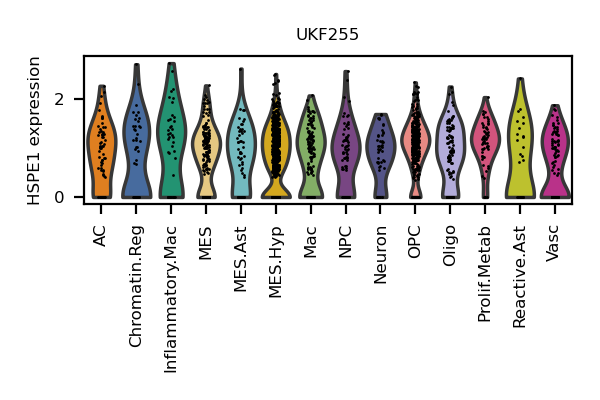 UKF255
HSPE1 expression
2
0
AC
Chromatin.Reg
Inflammatory.Mac
MES
MES.Ast
MES.Hyp
Mac
NPC
Neuron
OPC
Oligo
Prolif.Metab
Reactive.Ast
Vasc